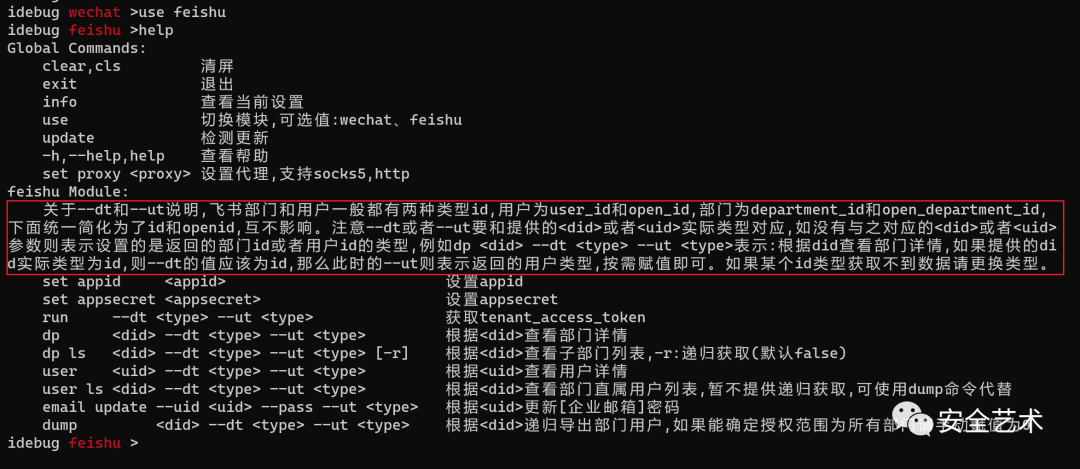 idebug wechat >use feishu
idebug feishu >help
Global Commands:
clear,cls 清屏
exit 退出
info 查看当前设置
use 切换模块,可选值:wechat、feishu
update 检测更新
-h,--help,help 查看帮助
set proxy <proxy> 设置代理,支持socks5,http
feishu Module:
关于--dt和--ut说明,飞书部门和用户一般都有两种类型id,用户为user_id和open_id,部门为department_id和open_department_id,
下面统一简化为了id和openid,互不影响。注意--dt或者--ut要和提供的<did>或者<uid>实际类型对应,如没有与之对应的<did>或者<uid>
参数则表示设置的是返回的部门id或者用户id的类型,例如dp <did> --dt <type> --ut <type>表示:根据did查看部门详情,如果提供的di
d实际类型为id,则--dt的值应该为id,那么此时的--ut则表示返回的用户类型,按需赋值即可。如果某个id类型获取不到数据请更换类型。
set appid <appid> 设置appid
set appsecret <appsecret> 设置appsecret
run --dt <type> --ut <type> 获取tenant_access_token
dp <did> --dt <type> --ut <type> 根据<did>查看部门详情
dp ls <did> --dt <type> --ut <type> [-r] 根据<did>查看子部门列表,-r:递归获取(默认false)
user <uid> --dt <type> --ut <type> 根据<uid>查看用户详情
user ls <did> --dt <type> --ut <type> 根据<did>查看部门直属用户列表,暂不提供递归获取,可使用dump命令代替
email update --uid <uid> --pass --ut <type> 根据<uid>更新[企业邮箱]密码
dump <did> --dt <type> --ut <type> 根据<did>递归导出部门用户,如果能确定授权范围为所有部
安全艺术
idebug feishu >